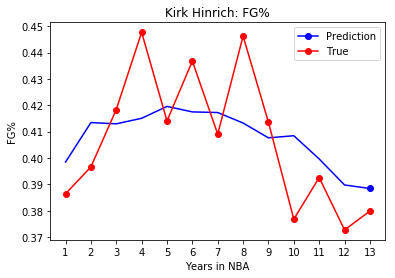 Kirk Hinrich: FG%
Prediction
True
0.45
0.44
0.43
0.42
0.41
0.40
0.39
0.38
0.37
FG%
1 2 3 4 5 6 7 8 9 10 11 12 13
Years in NBA